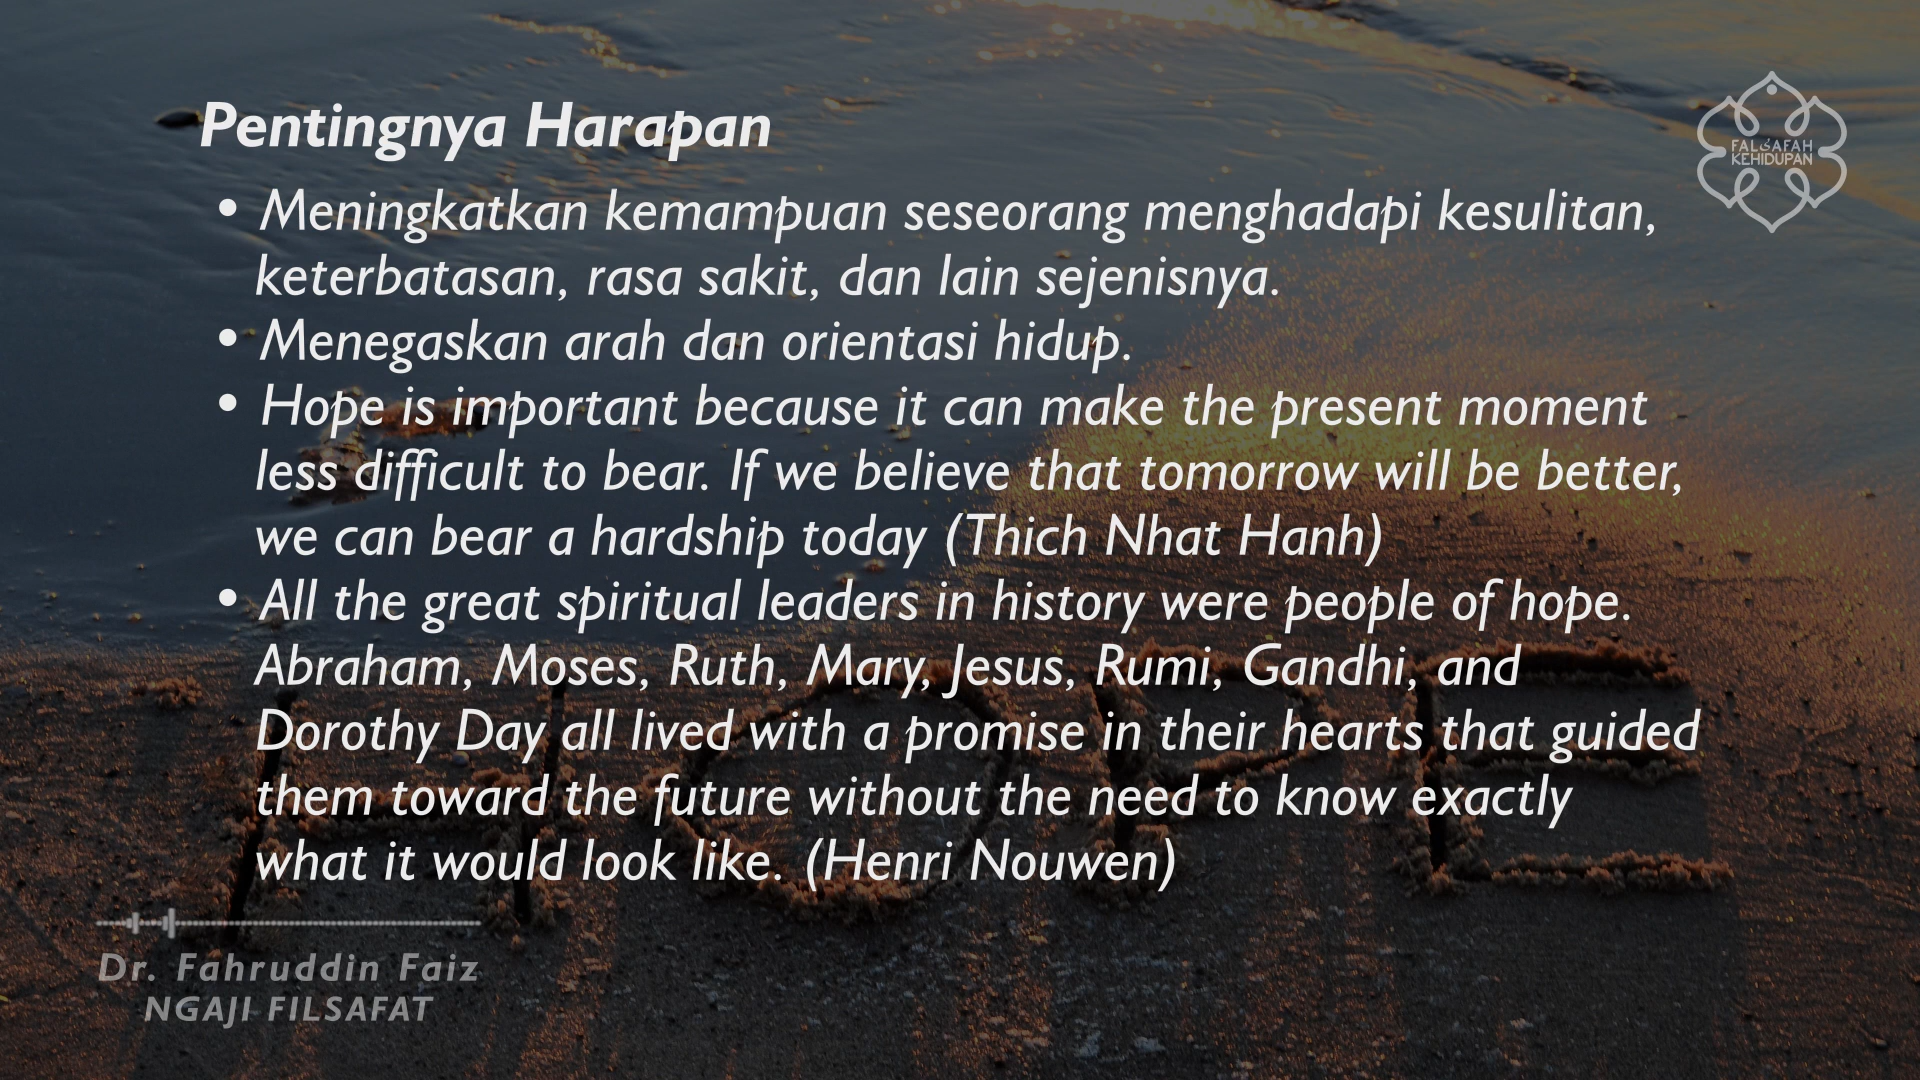 Pentingnya Harapan
FALSAFAH
KEHIDUPAN
• Meningkatkan kemampuan seseorang menghadapi kesulitan,
keterbatasan, rasa sakit, dan lain sejenisnya.
• Menegaskan arah dan orientasi hidup.
• Hope is important because it can make the present moment
less difficult to bear. If we believe that tomorrow will be better,
we can bear a hardship today (Thich Nhat Hanh)
• All the great spiritual leaders in history were people of hope.
Abraham, Moses, Ruth, Mary, Jesus, Rumi, Gandhi, and
Dorothy Day all lived with a promise in their hearts that guided
them toward the future without the need to know exactly
what it would look like. (Henri Nouwen)
HOPE
Dr. Fahruddin Faiz
NGAJI FILSAFAT